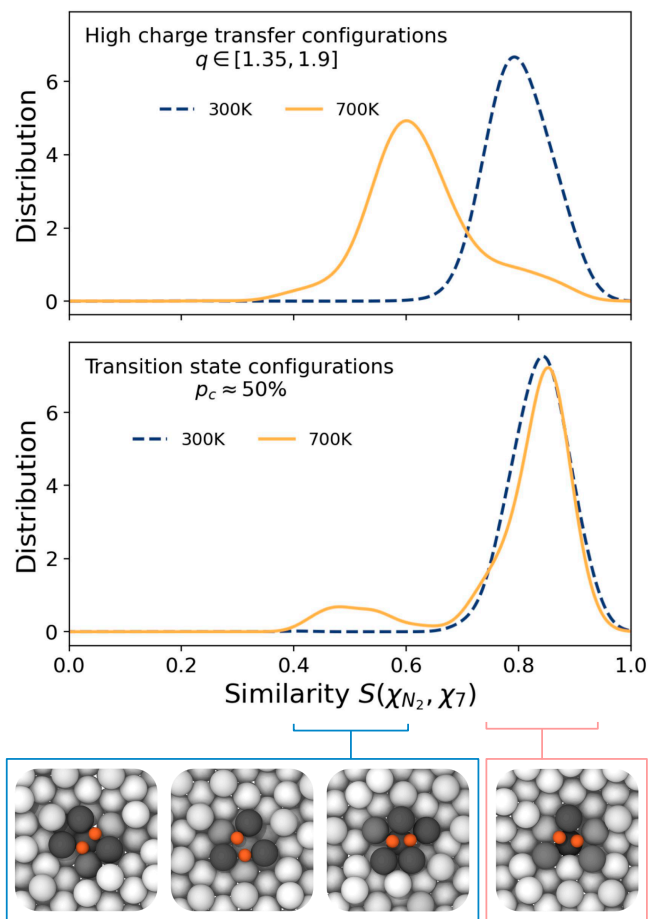 High charge transfer configurations
q ∈ [1.35, 1.9]
300K 700K
Distribution
6
4
2
0
Transition state configurations
p_c ≈ 50%
300K 700K
Distribution
6
4
2
0
0.0 0.2 0.4 0.6 0.8 1.0
Similarity S(χ_{N_2}, χ_7)